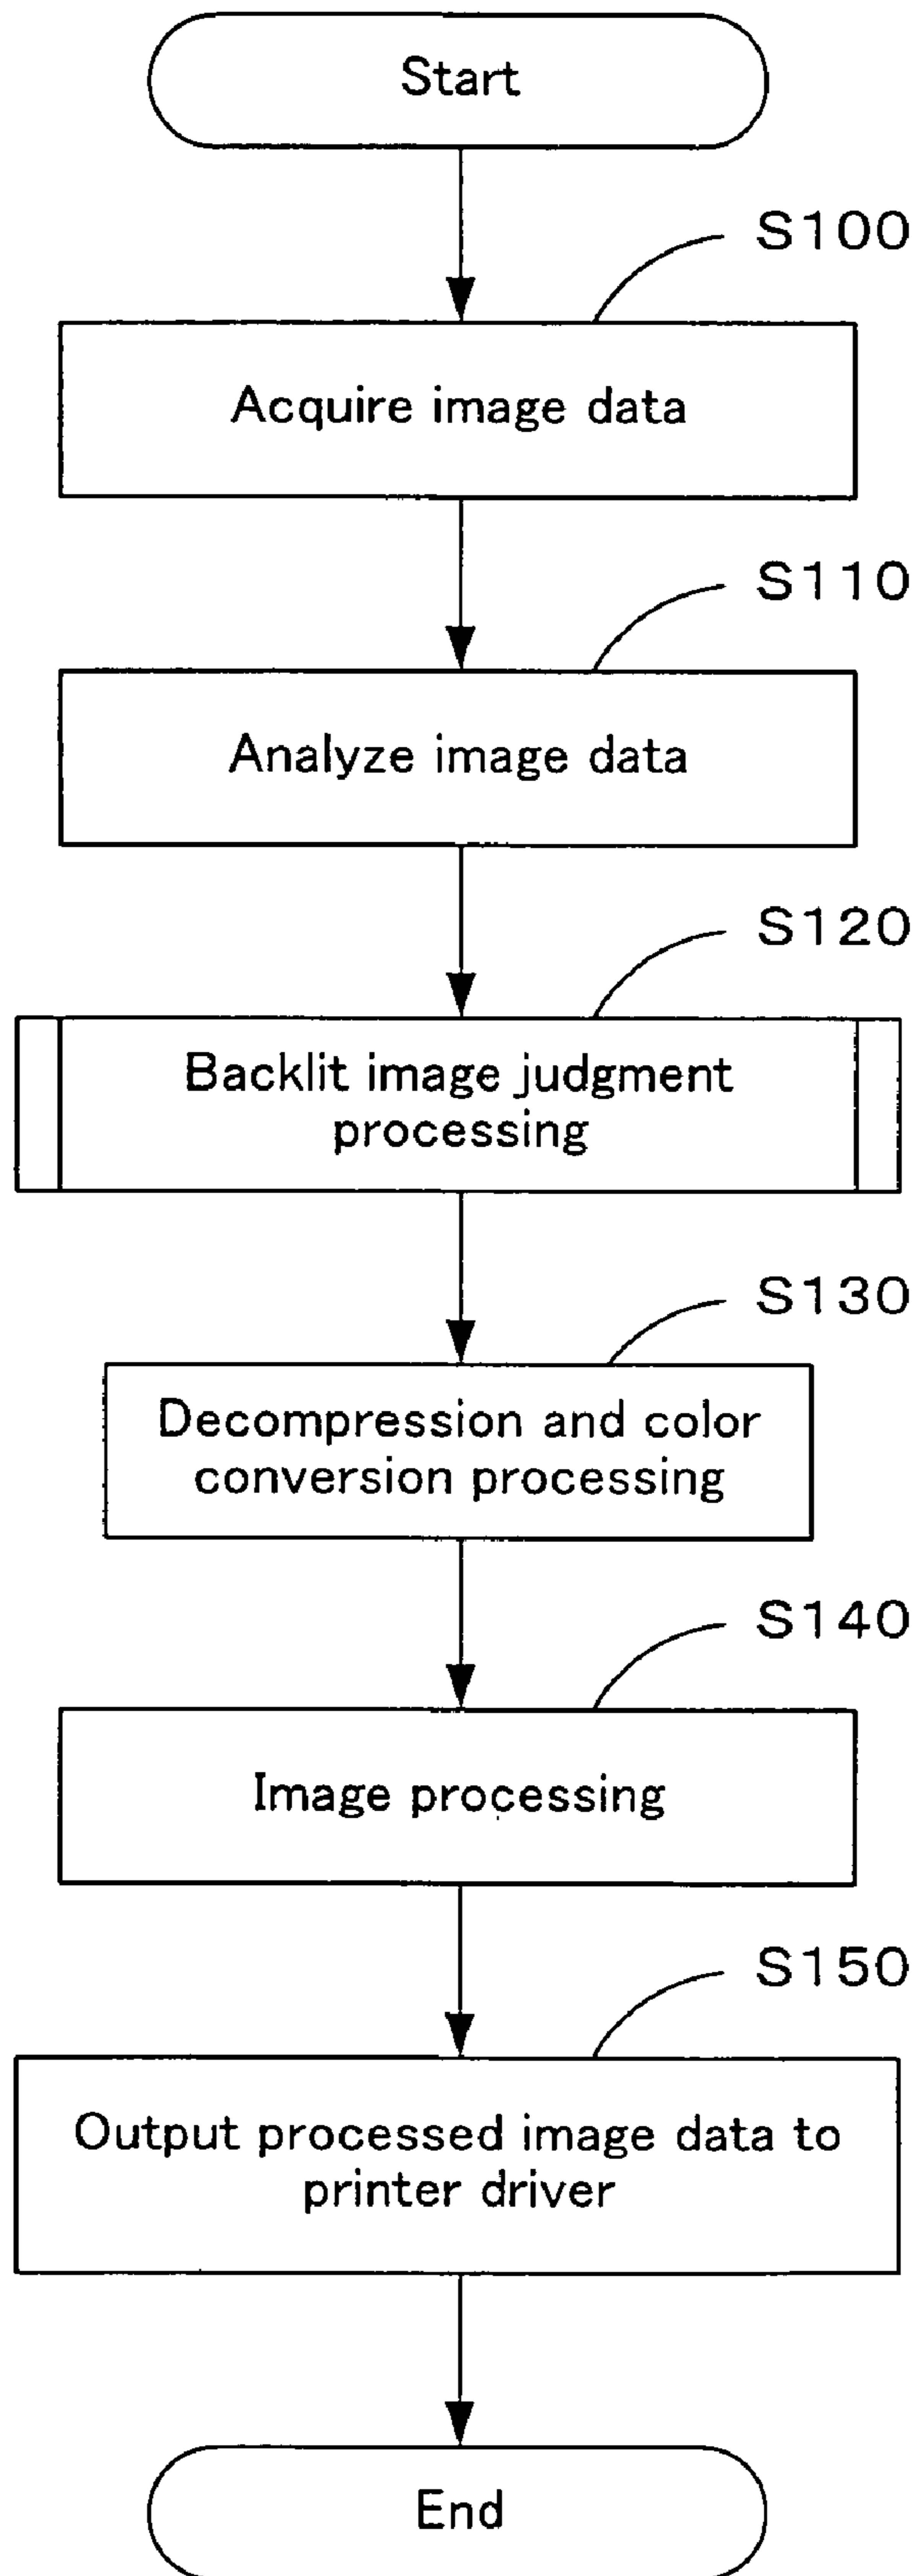 Start
S100
Acquire image data
S110
Analyze image data
S120
Backlit image judgment
processing
S130
Decompression and color
conversion processing
S140
Image processing
S150
Output processed image data to
printer driver
End